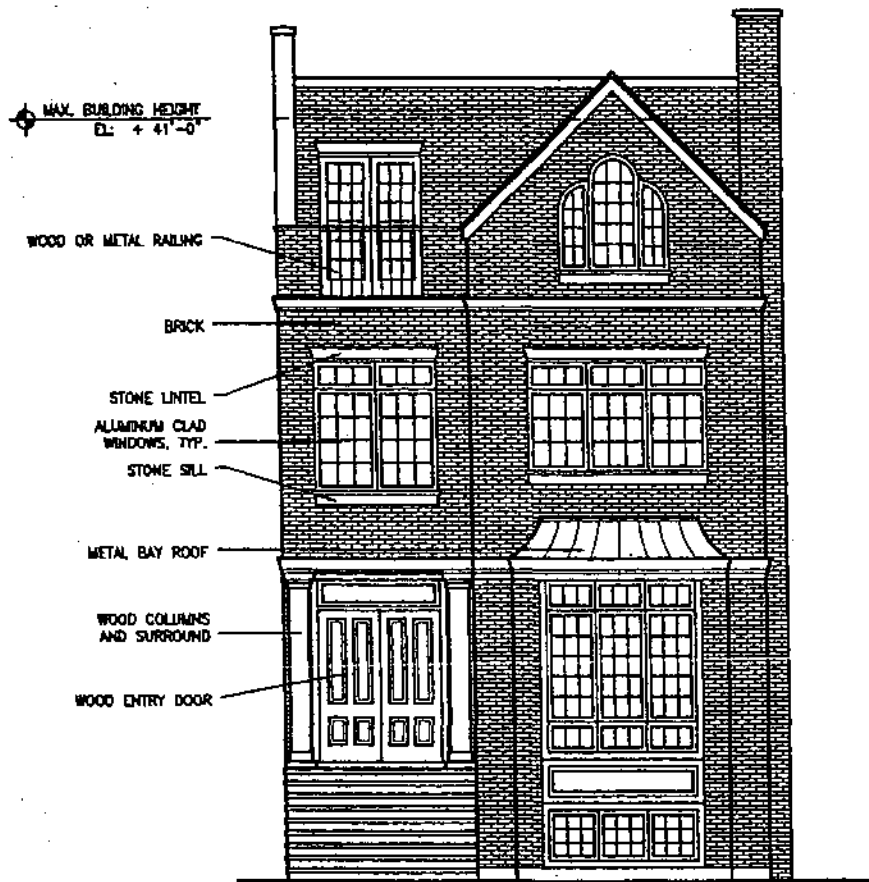 MAX. BUILDING HEIGHT
EL: + 41'-0"
WOOD OR METAL RAILING
BRICK
STONE LINTEL
ALUMINUM CLAD
WINDOWS, TYP.
STONE SILL
METAL BAY ROOF
WOOD COLUMNS
AND SURROUND
WOOD ENTRY DOOR